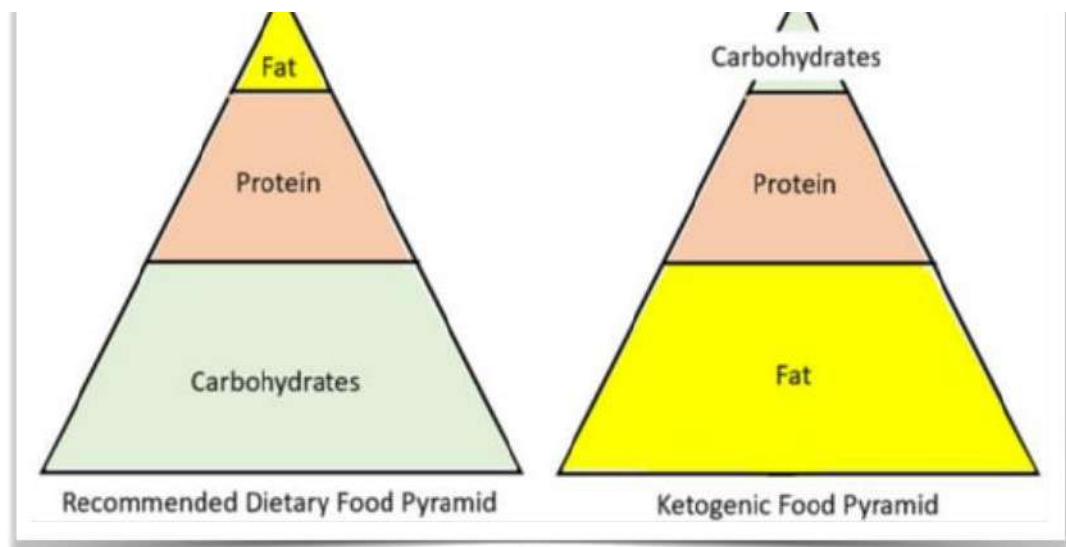 Fat
Protein
Carbohydrates
Recommended Dietary Food Pyramid
Carbohydrates
Protein
Fat
Ketogenic Food Pyramid